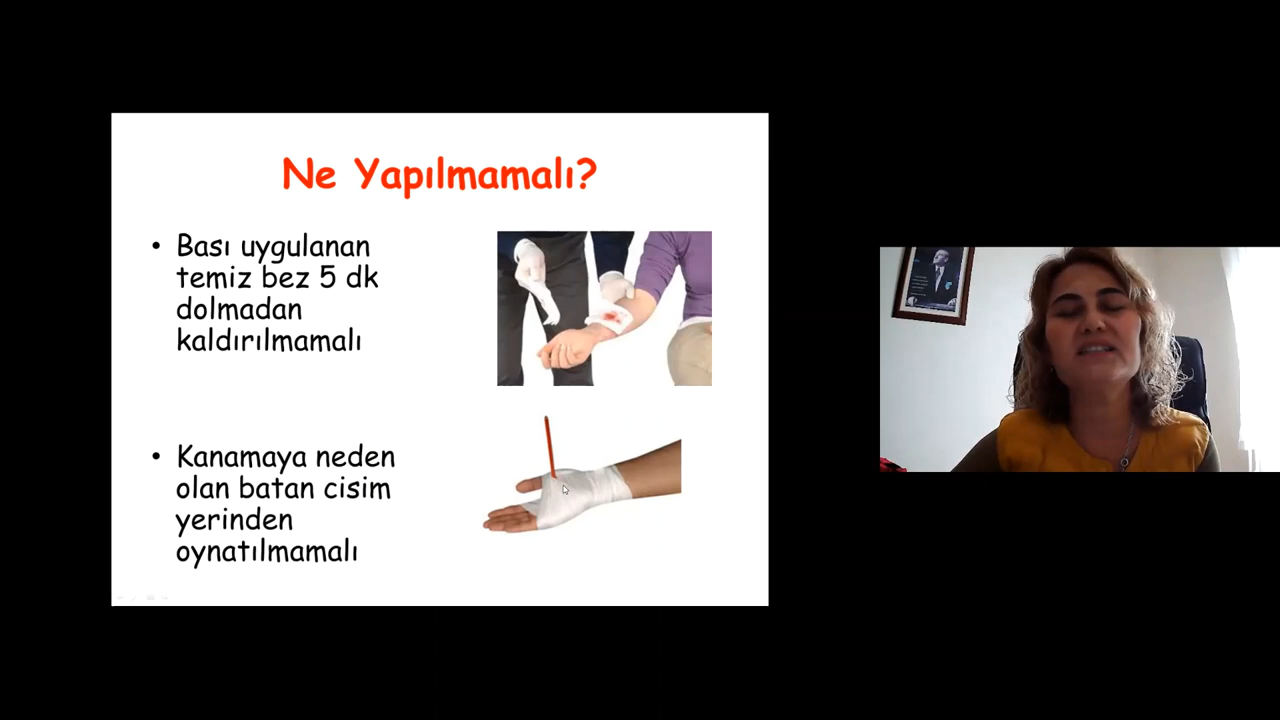 Ne Yapılmamalı?
• Bası uygulanan
temiz bez 5 dk
dolmadan
kaldırılmamalı
• Kanamaya neden
olan batan cisim
yerinden
oynatılmamalı